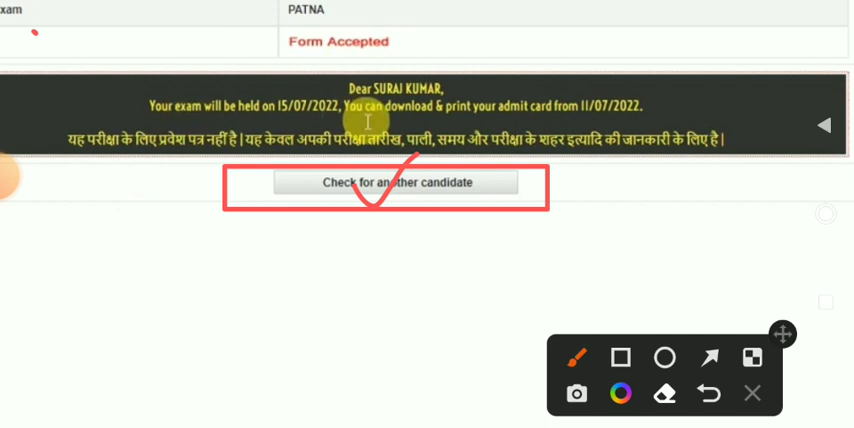 xam PATNA
Form Accepted
Dear SURAJ KUMAR,
Your exam will be held on 15/07/2022, You can download & print your admit card from 11/07/2022.
यह परीक्षा के लिए प्रवेश पत्र नहीं है | यह केवल अपकी परीक्षा तारीख, पाली, समय और परीक्षा के शहर इत्यादि की जानकारी के लिए है |
Check for another candidate